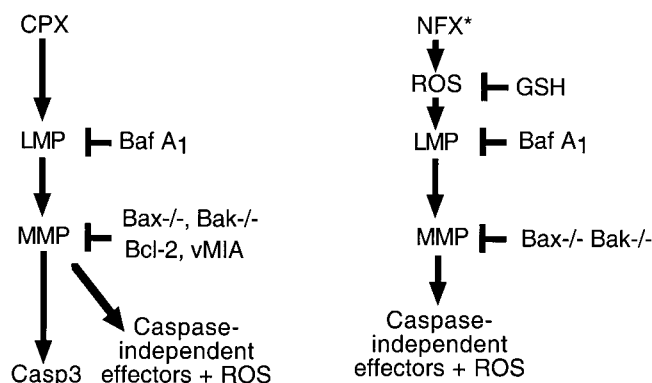 CPX
LMP
Baf A1
MMP
Bax-/-, Bak-/-
Bcl-2, vMIA
Casp3
Caspase-
independent
effectors + ROS
NFX*
ROS
GSH
LMP
Baf A1
MMP
Bax-/- Bak-/-
Caspase-
independent
effectors + ROS